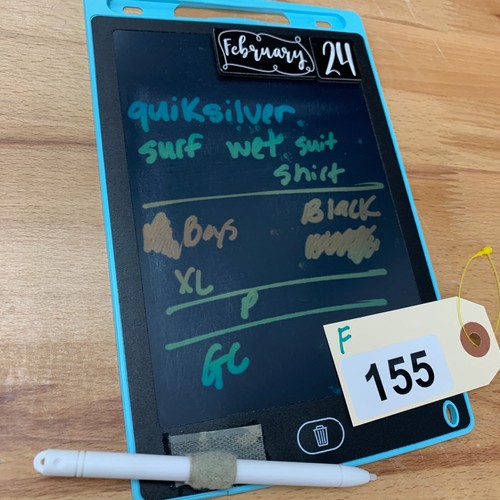 February 24
quiksilver
surf wet suit
shirt
Boys Black
XL
P
GC
F
155